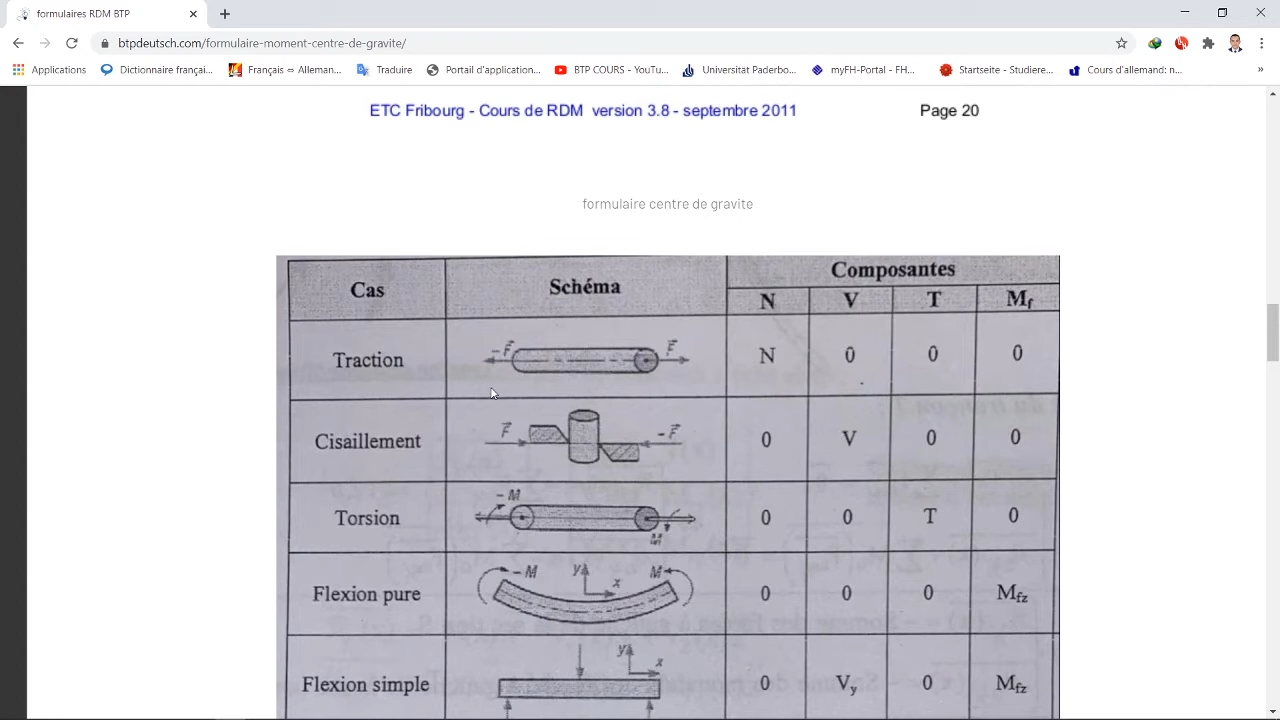 formulaires RDM BTP
btpdeutsch.com/formulaire-moment-centre-de-gravite/
Applications
Dictionnaire françai...
Français ⇔ Alleman...
Traduire
Portail d'application...
BTP COURS - YouTu...
Universität Paderbo...
myFH-Portal - FH...
Startseite - Studiere...
Cours d'allemand: n...
»
ETC Fribourg - Cours de RDM version 3.8 - septembre 2011 Page 20
formulaire centre de gravite
Cas Schéma Composantes
N V T Mf
-F F
Traction N 0 0 0
F -F
Cisaillement 0 V 0 0
-M
Torsion 0 0 T 0
-M y x M
Flexion pure 0 0 0 Mfz
y x
Flexion simple 0 Vy 0 Mfz